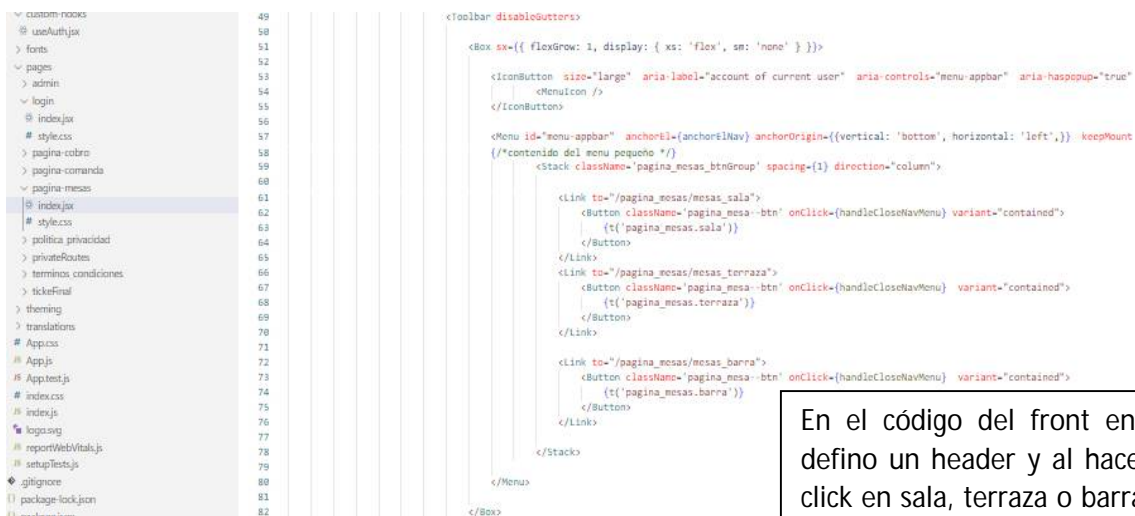 custom-hooks
useAuth.jsx
fonts
pages
admin
login
index.jsx
style.css
pagina-cobro
pagina-comanda
pagina-mesas
index.jsx
style.css
politica_privacidad
privateRoutes
terminos_condiciones
tickeFinal
theming
translations
App.css
App.js
App.test.js
index.css
index.js
logo.svg
reportWebVitals.js
setupTests.js
.gitignore
package-lock.json
49 <Toolbar disableGutters>
50
51 <Box sx={{ flexGrow: 1, display: { xs: 'flex', sm: 'none' } }}>
52
53 <IconButton size="large" aria-label="account of current user" aria-controls="menu-appbar" aria-haspopup="true"
54 <MenuIcon />
55 </IconButton>
56
57 <Menu id="menu-appbar" anchorEl={anchorElNav} anchorOrigin={{vertical: 'bottom', horizontal: 'left',}} keepMount
58 {/*contenido del menu pequeño */}
59 <Stack className='pagina_mesas_btnGroup' spacing={1} direction="column">
60
61 <Link to="/pagina_mesas/mesas_sala">
62 <Button className='pagina_mesa--btn' onClick={handleCloseNavMenu} variant="contained">
63 {t('pagina_mesas.sala')}
64 </Button>
65 </Link>
66 <Link to="/pagina_mesas/mesas_terraza">
67 <Button className='pagina_mesa--btn' onClick={handleCloseNavMenu} variant="contained">
68 {t('pagina_mesas.terraza')}
69 </Button>
70 </Link>
71
72 <Link to="/pagina_mesas/mesas_barra">
73 <Button className='pagina_mesa--btn' onClick={handleCloseNavMenu} variant="contained">
74 {t('pagina_mesas.barra')}
75 </Button>
76 </Link>
77
78 </Stack>
79
80 </Menu>
81
82 </Box>
En el código del front en
defino un header y al hace
click en sala, terraza o barra